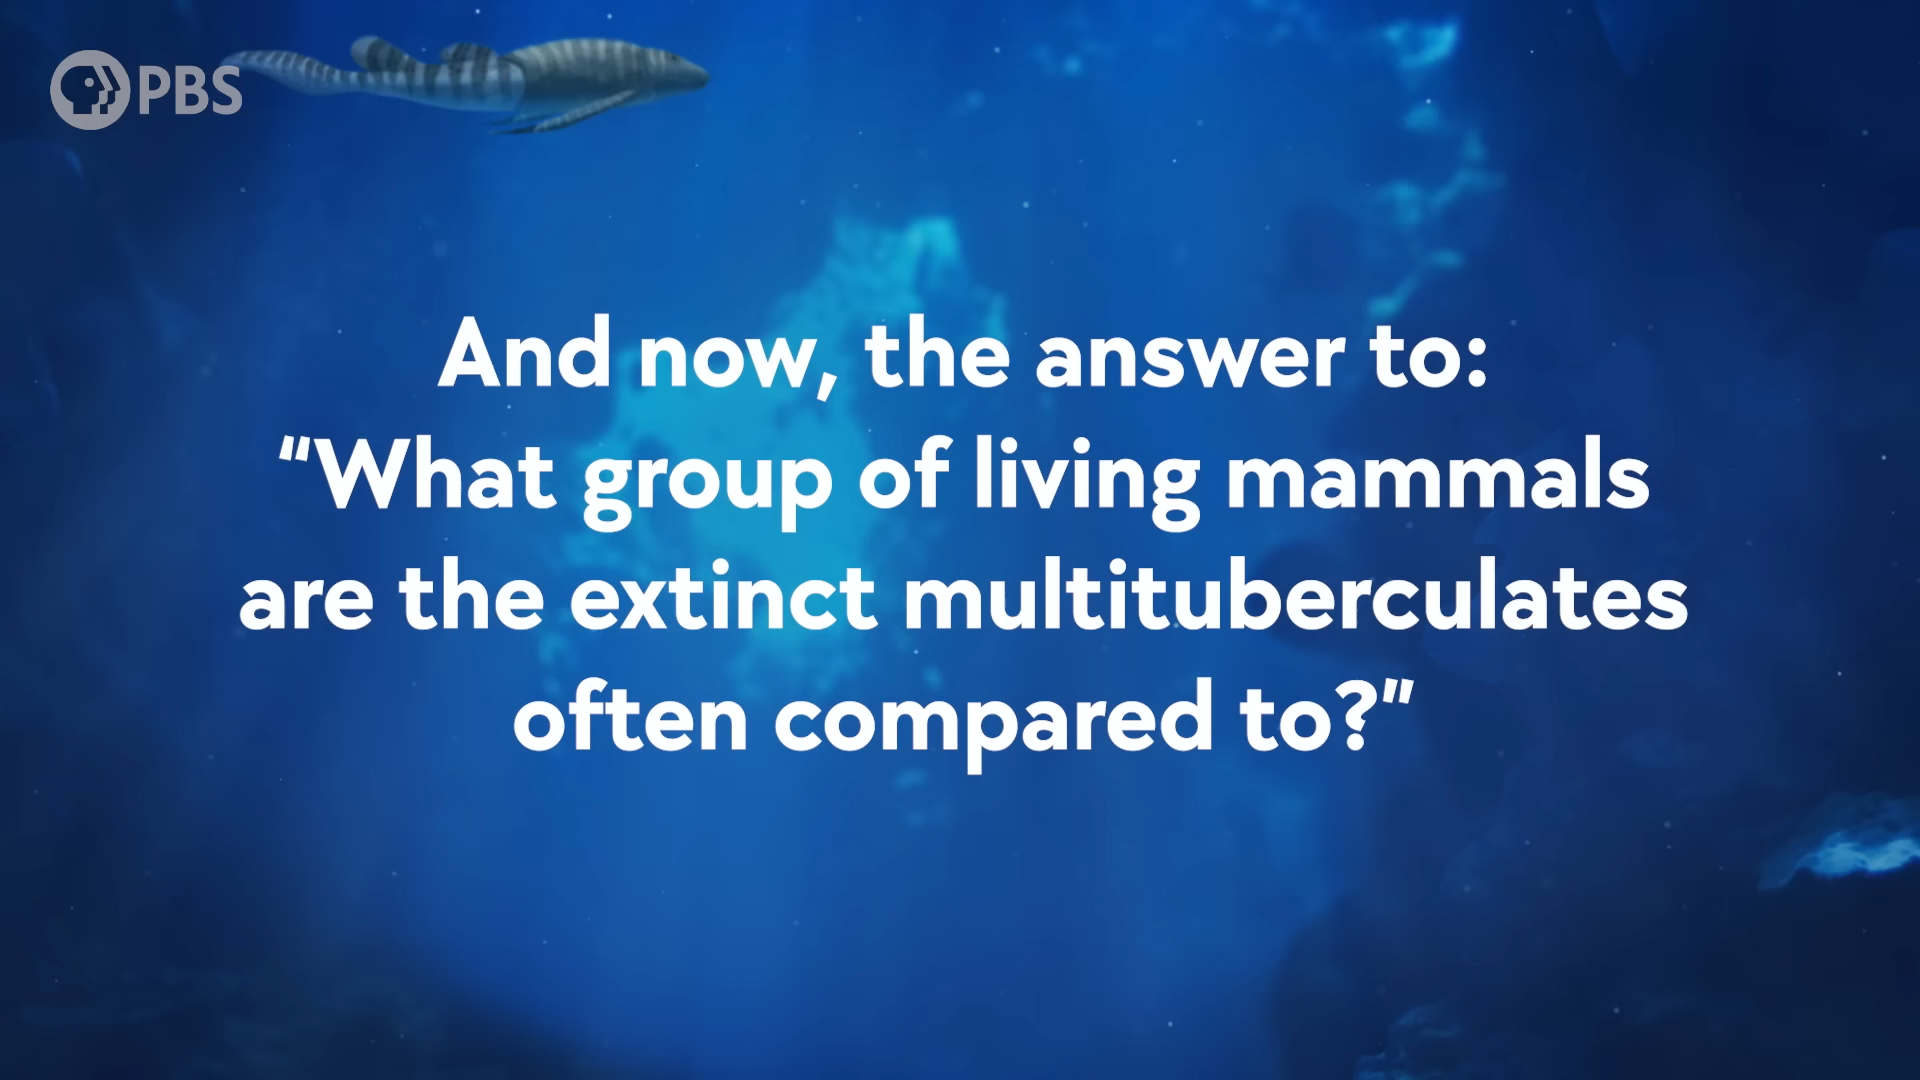 PBS
And now, the answer to:
"What group of living mammals
are the extinct multituberculates
often compared to?"